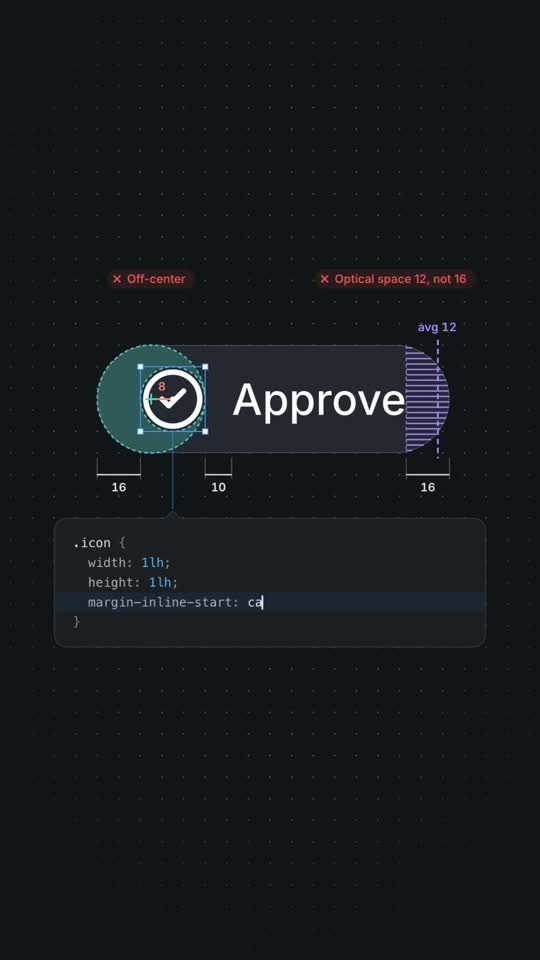 ✕ Off-center
✕ Optical space 12, not 16
avg 12
8
Approve
16
10
16
.icon {
  width: 1lh;
  height: 1lh;
  margin-inline-start: ca
}